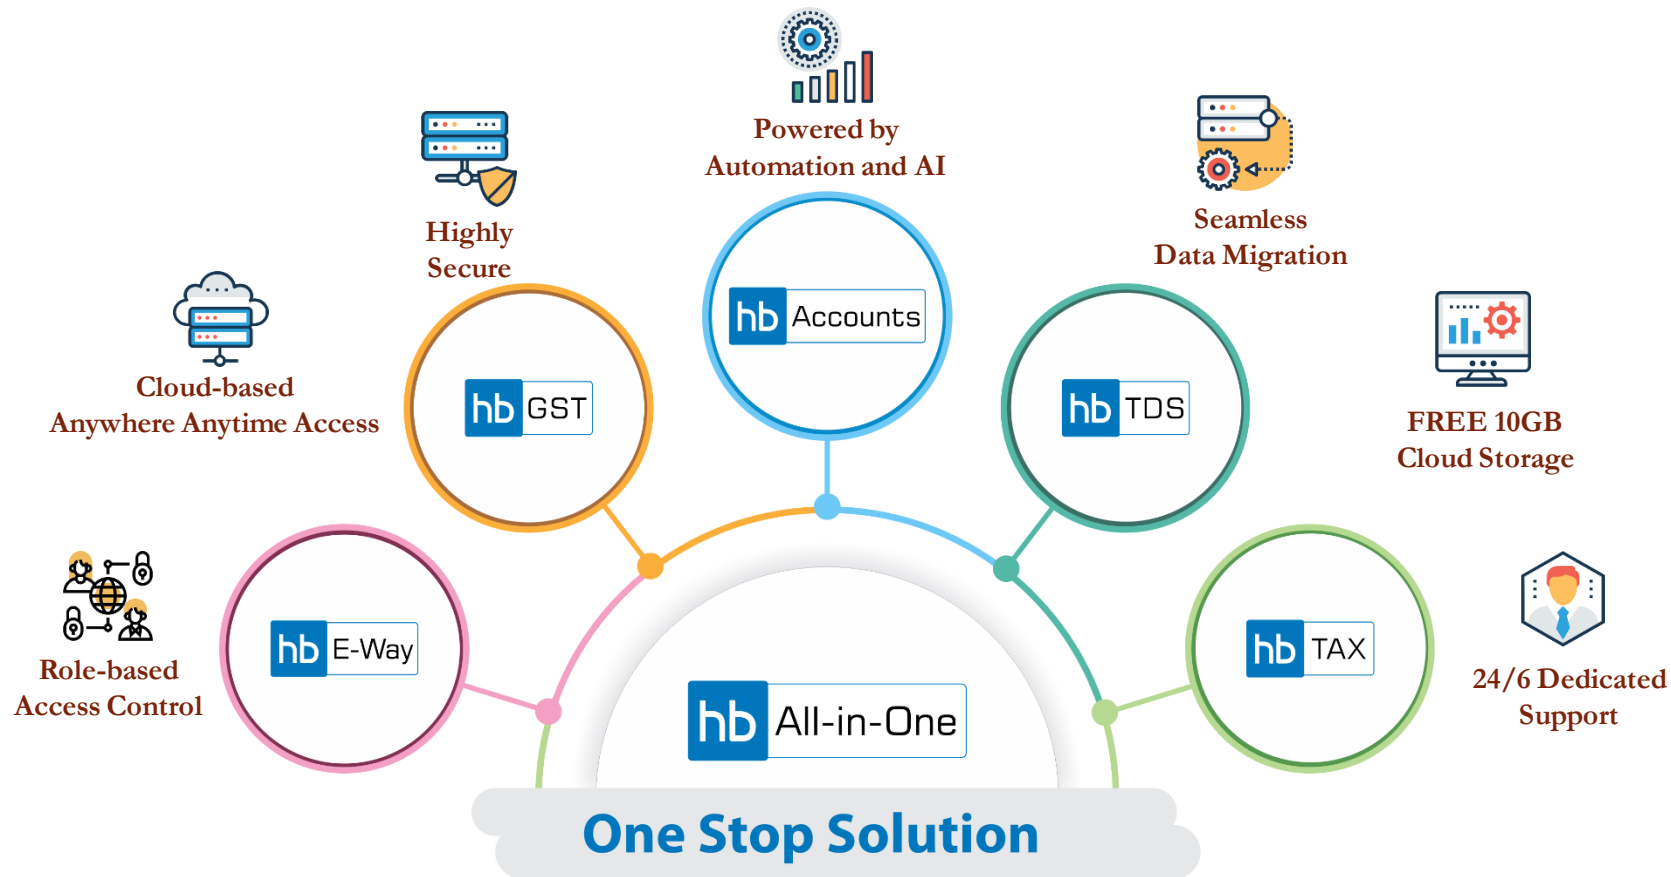 Powered by
Automation and AI
Highly
Secure
Seamless
Data Migration
Cloud-based
Anywhere Anytime Access
FREE 10GB
Cloud Storage
Role-based
Access Control
24/6 Dedicated
Support
hb Accounts
hb GST
hb TDS
hb E-Way
hb TAX
hb All-in-One
One Stop Solution